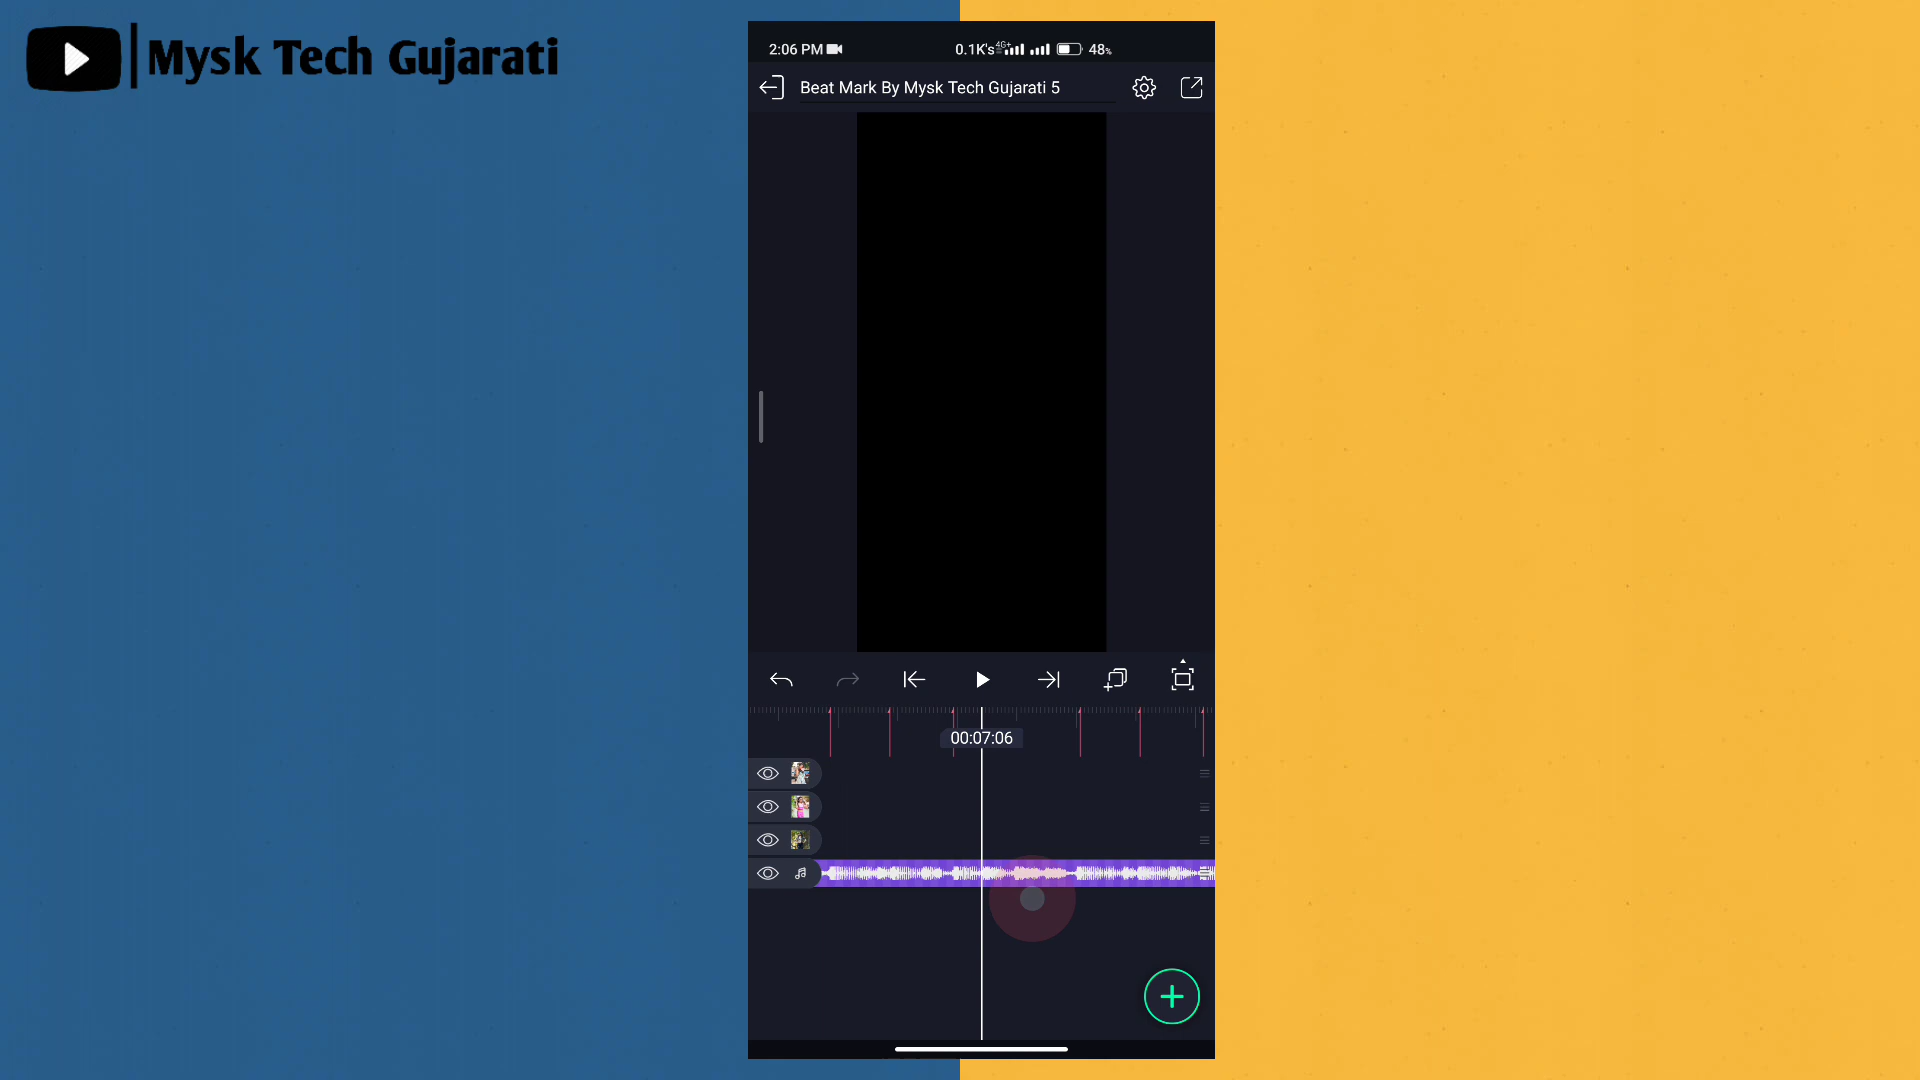 Mysk Tech Gujarati
2:06 PM 0.1K's 4G+ 48%
Beat Mark By Mysk Tech Gujarati 5
00:07:06